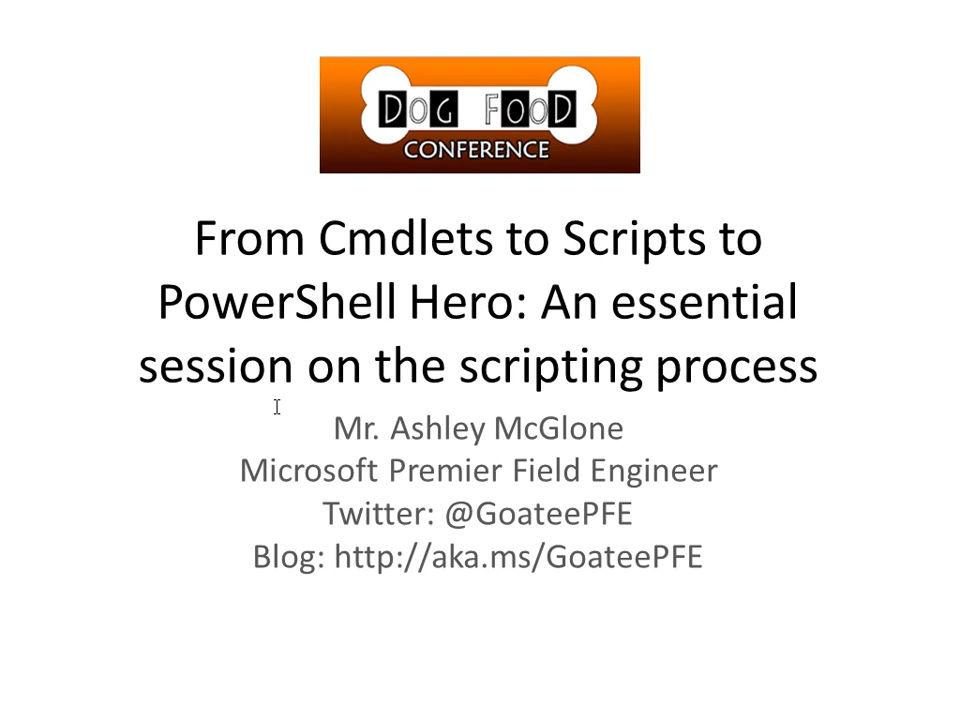 DOG FOOD
CONFERENCE
From Cmdlets to Scripts to
PowerShell Hero: An essential
session on the scripting process
Mr. Ashley McGlone
Microsoft Premier Field Engineer
Twitter: @GoateePFE
Blog: http://aka.ms/GoateePFE